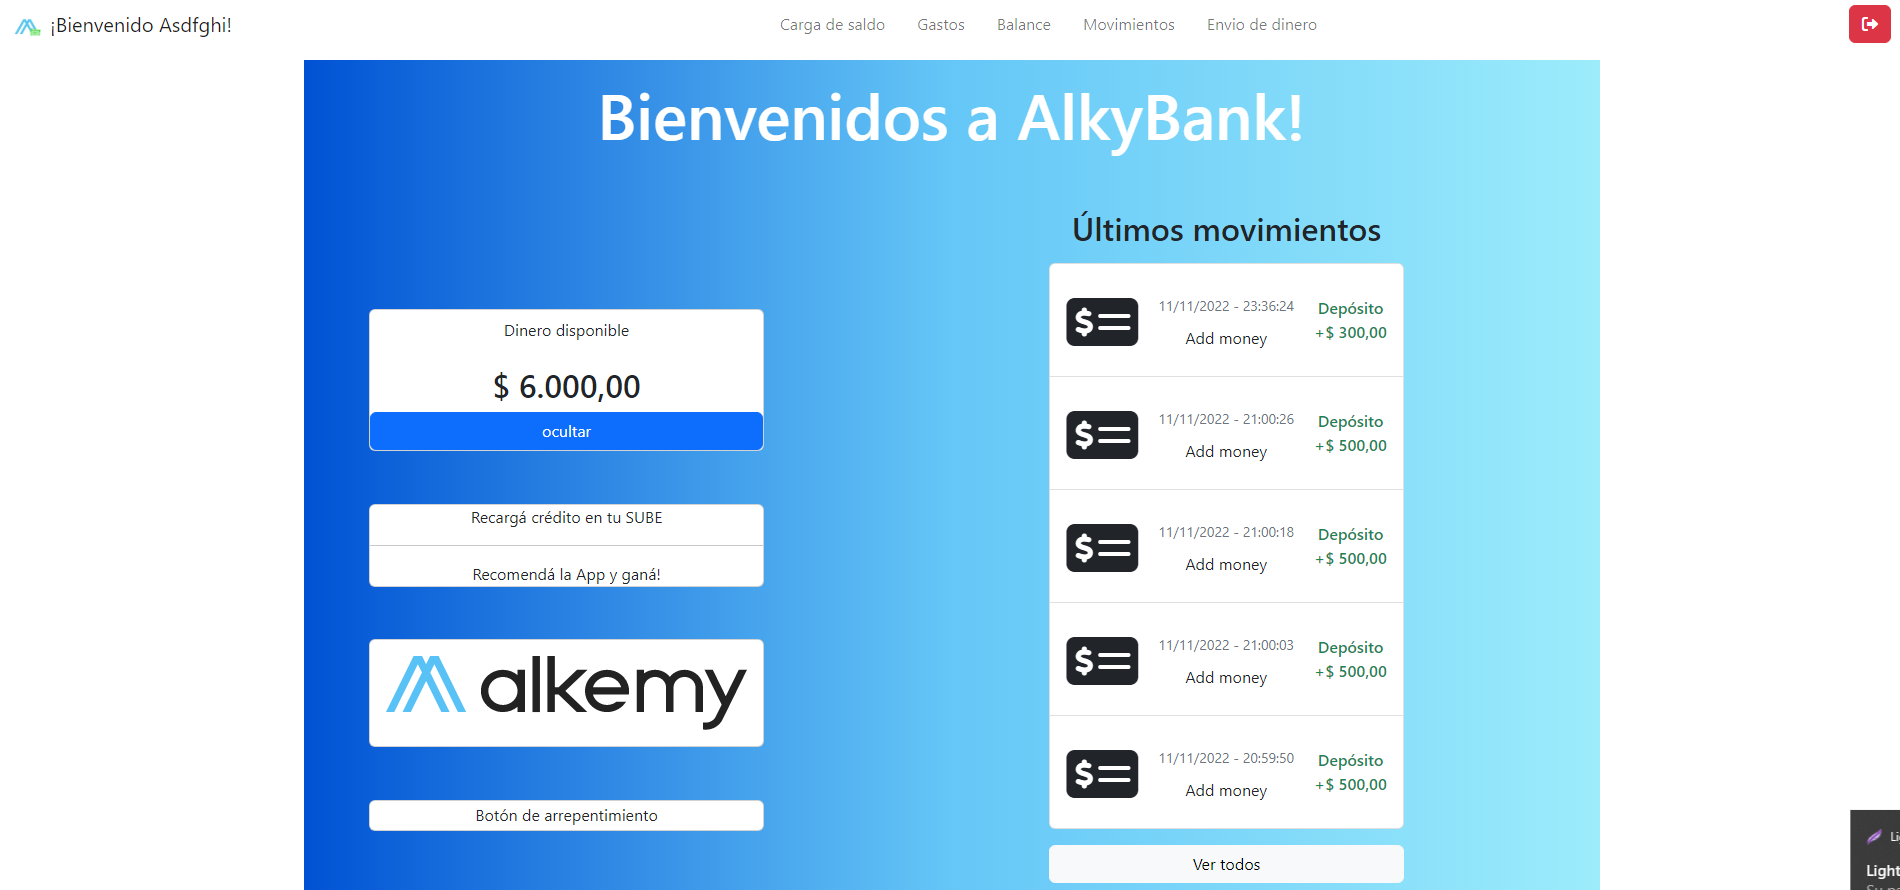 ¡Bienvenido Asdfghi!
Carga de saldo
Gastos
Balance
Movimientos
Envio de dinero
Bienvenidos a AlkyBank!
Dinero disponible
$ 6.000,00
ocultar
Recargá crédito en tu SUBE
Recomendá la App y ganá!
alkemy
Botón de arrepentimiento
Últimos movimientos
11/11/2022 - 23:36:24
Add money
Depósito
+$ 300,00
11/11/2022 - 21:00:26
Add money
Depósito
+$ 500,00
11/11/2022 - 21:00:18
Add money
Depósito
+$ 500,00
11/11/2022 - 21:00:03
Add money
Depósito
+$ 500,00
11/11/2022 - 20:59:50
Add money
Depósito
+$ 500,00
Ver todos
Light